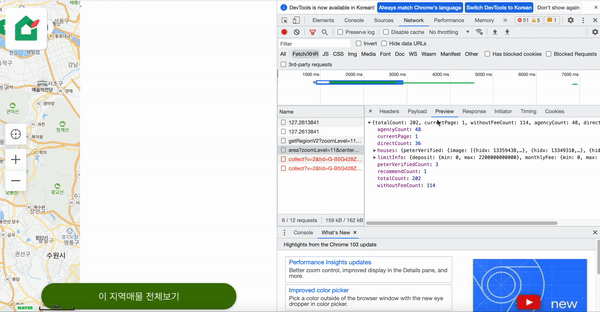 수원시
NAVER
이 지역매물 전체보기
DevTools is now available in Korean!
Always match Chrome's language
Switch DevTools to Korean
Don't show again
Elements
Console
Sources
Network
Performance
Memory
51
5
1
Preserve log
Disable cache
No throttling
Filter
Invert
Hide data URLs
All
Fetch/XHR
JS
CSS
Img
Media
Font
Doc
WS
Wasm
Manifest
Other
Has blocked cookies
Blocked Requests
3rd-party requests
1000 ms
2000 ms
3000 ms
4000 ms
5000 ms
6000 ms
7000 ms
Name
Headers
Payload
Preview
Response
Initiator
Timing
Cookies
127.2613841
127.2613841
getRegionV2?zoomLevel=11...
area?zoomLevel=11&center...
collect?v=2&tid=G-B5G428Z...
collect?v=2&tid=G-B5G428Z...
{totalCount: 202, currentPage: 1, withoutFeeCount: 114, agencyCount: 48, direct
agencyCount: 48
currentPage: 1
directCount: 36
houses: {peterVerified: {image: [{hidx: 13359438,…}, {hidx: 13349310,…}, {hidx
limitInfo: {deposit: {min: 0, max: 2200000000000}, monthlyFee: {min: 0, max:
peterVerifiedCount: 3
recommendCount: 1
totalCount: 202
withoutFeeCount: 114
6 / 12 requests
159 kB / 162 kB
Console
What's New
Highlights from the Chrome 103 update
Performance Insights updates
Better zoom control, improved display in the Details pane, and more.
Improved color picker
Pick a color outside of the browser window with the new eye dropper in color picker.
new